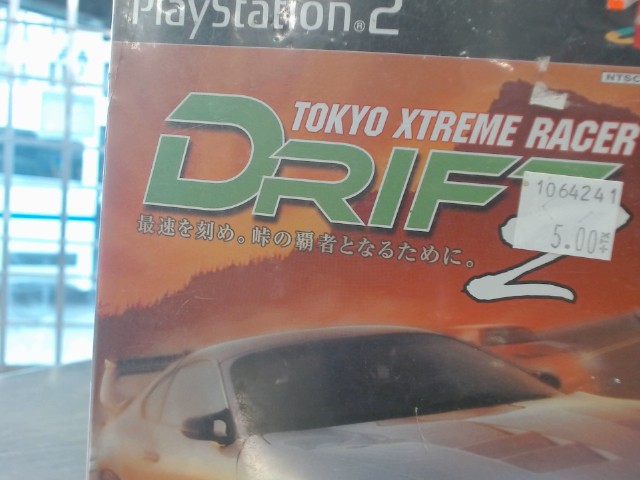 PlayStation®2
NTSC
TOKYO XTREME RACER
DRIFT
2
最速を刻め。峠の覇者となるために。
1064241
5.00